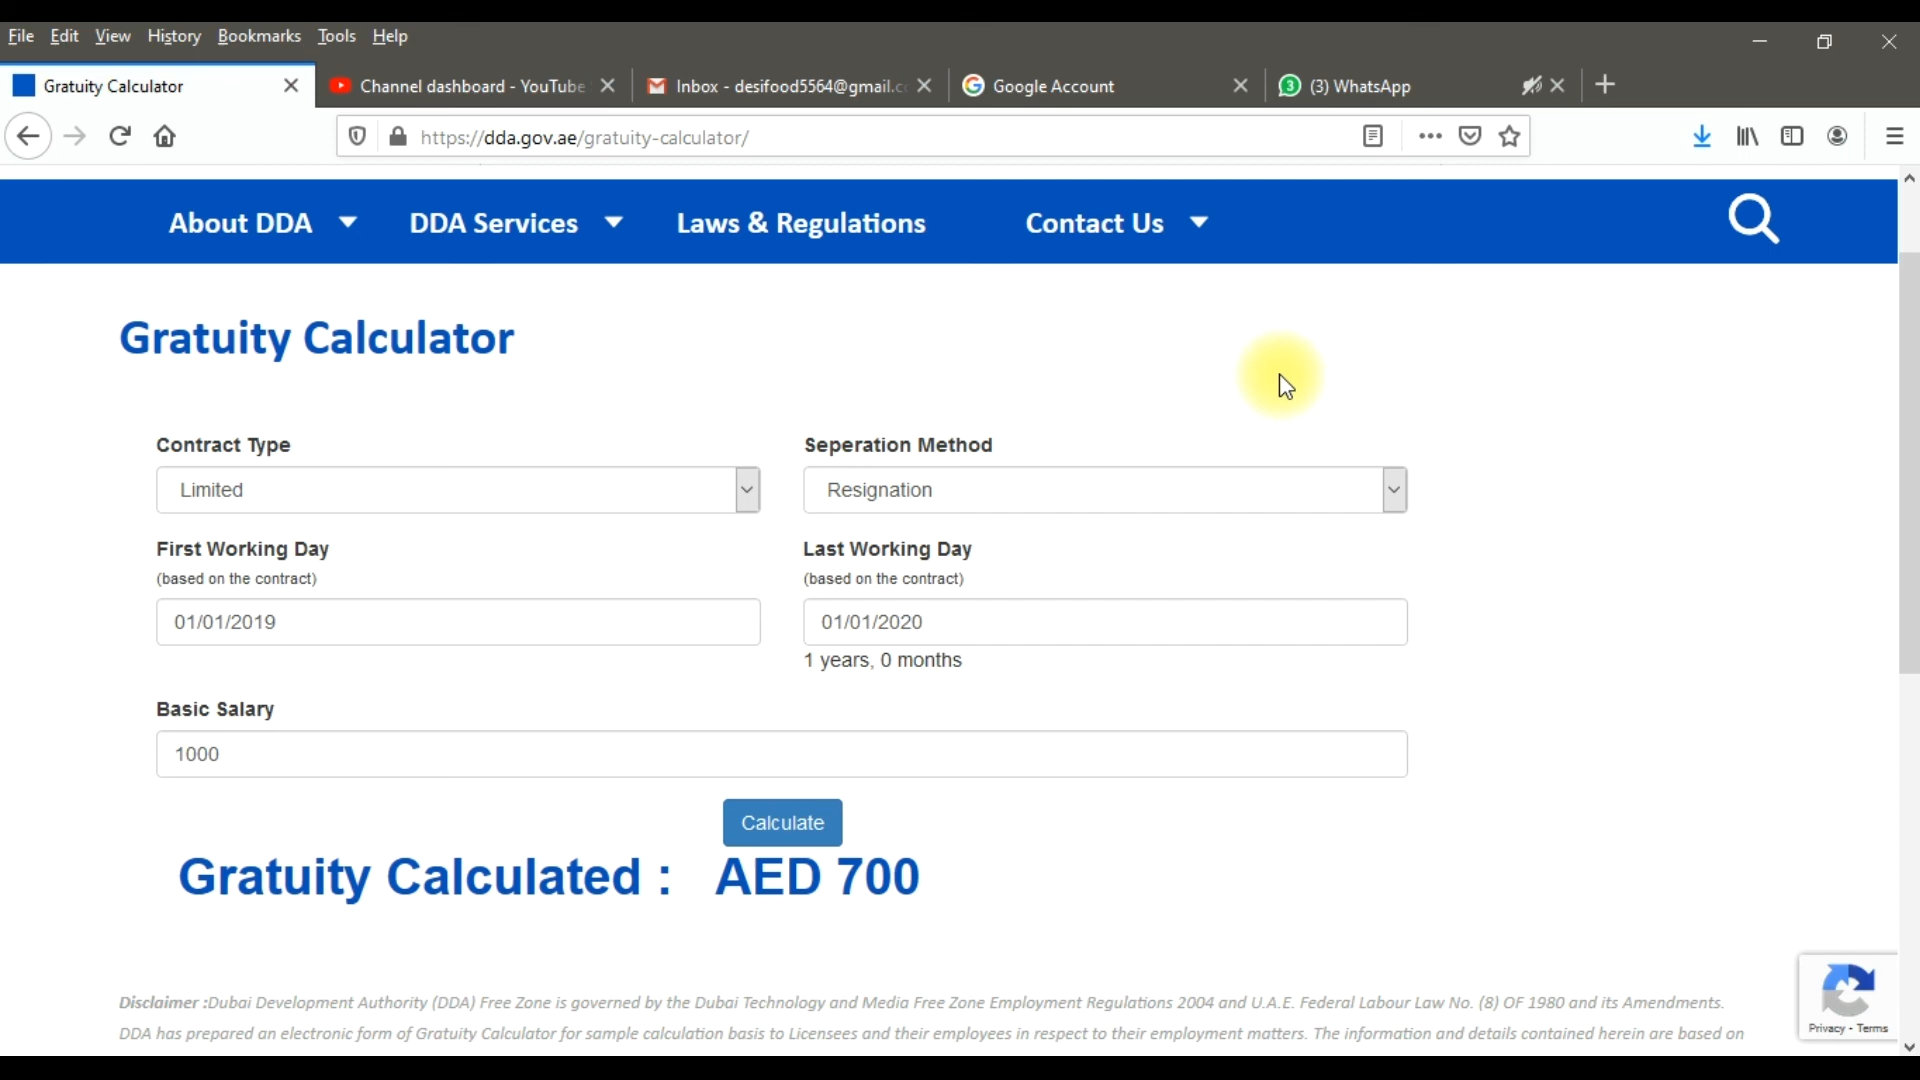 File Edit View History Bookmarks Tools Help
Gratuity Calculator
Channel dashboard - YouTube
Inbox - desifood5564@gmail.c
Google Account
3 (3) WhatsApp
https://dda.gov.ae/gratuity-calculator/
About DDA DDA Services Laws & Regulations Contact Us
Gratuity Calculator
Contract Type Seperation Method
Limited Resignation
First Working Day Last Working Day
(based on the contract) (based on the contract)
01/01/2019 01/01/2020
1 years, 0 months
Basic Salary
1000
Calculate
Gratuity Calculated : AED 700
Disclaimer :Dubai Development Authority (DDA) Free Zone is governed by the Dubai Technology and Media Free Zone Employment Regulations 2004 and U.A.E. Federal Labour Law No. (8) OF 1980 and its Amendments.
DDA has prepared an electronic form of Gratuity Calculator for sample calculation basis to Licensees and their employees in respect to their employment matters. The information and details contained herein are based on
Privacy - Terms